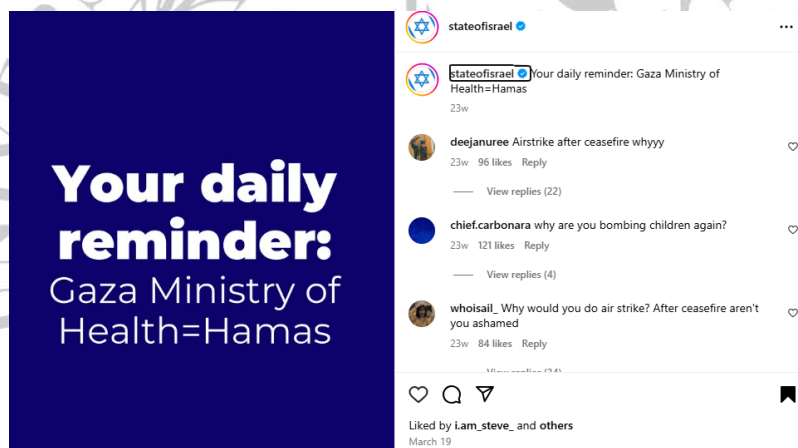 Your daily
reminder:
Gaza Ministry of
Health=Hamas
stateofisrael
stateofisrael Your daily reminder: Gaza Ministry of
Health=Hamas
23w
deejanuree Airstrike after ceasefire whyyy
23w 96 likes Reply
View replies (22)
chief.carbonara why are you bombing children again?
23w 121 likes Reply
View replies (4)
whoisail_ Why would you do air strike? After ceasefire aren't
you ashamed
23w 84 likes Reply
View replies (24)
Liked by i.am_steve_ and others
March 19